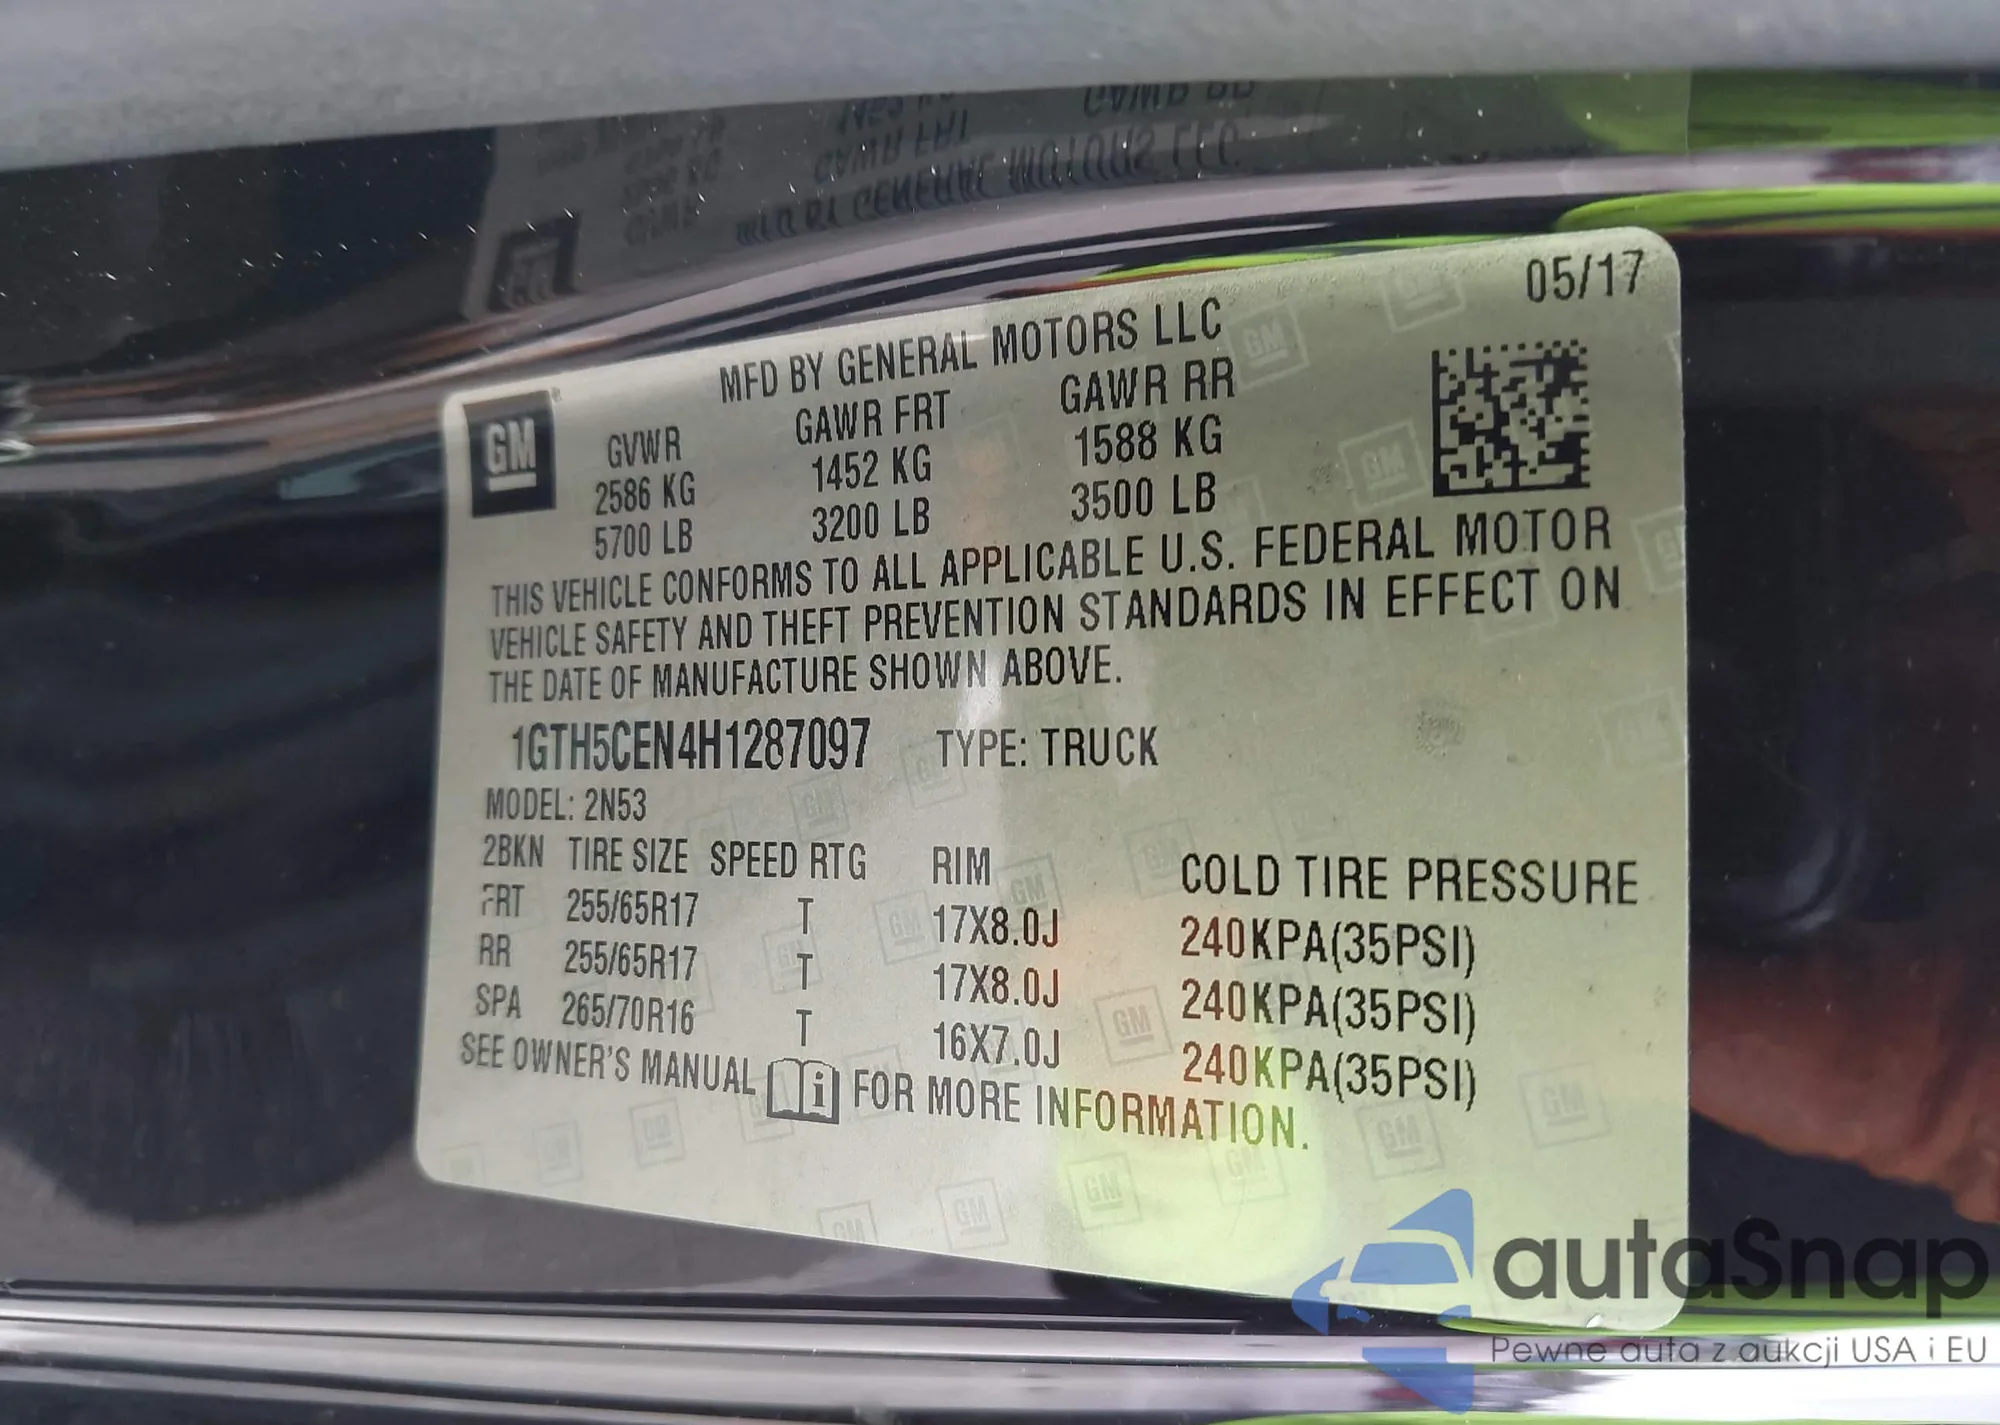 05/17
MFD BY GENERAL MOTORS LLC
GM
GVWR GAWR FRT GAWR RR
2586 KG 1452 KG 1588 KG
5700 LB 3200 LB 3500 LB
THIS VEHICLE CONFORMS TO ALL APPLICABLE U.S. FEDERAL MOTOR
VEHICLE SAFETY AND THEFT PREVENTION STANDARDS IN EFFECT ON
THE DATE OF MANUFACTURE SHOWN ABOVE.
1GTH5CEN4H1287097 TYPE: TRUCK
MODEL: 2N53
2BKN TIRE SIZE SPEED RTG RIM COLD TIRE PRESSURE
FRT 255/65R17 T 17X8.0J 240KPA(35PSI)
RR 255/65R17 T 17X8.0J 240KPA(35PSI)
SPA 265/70R16 T 16X7.0J 240KPA(35PSI)
SEE OWNER'S MANUAL i FOR MORE INFORMATION.
autaSnap
Pewne auta z aukcji USA i EU